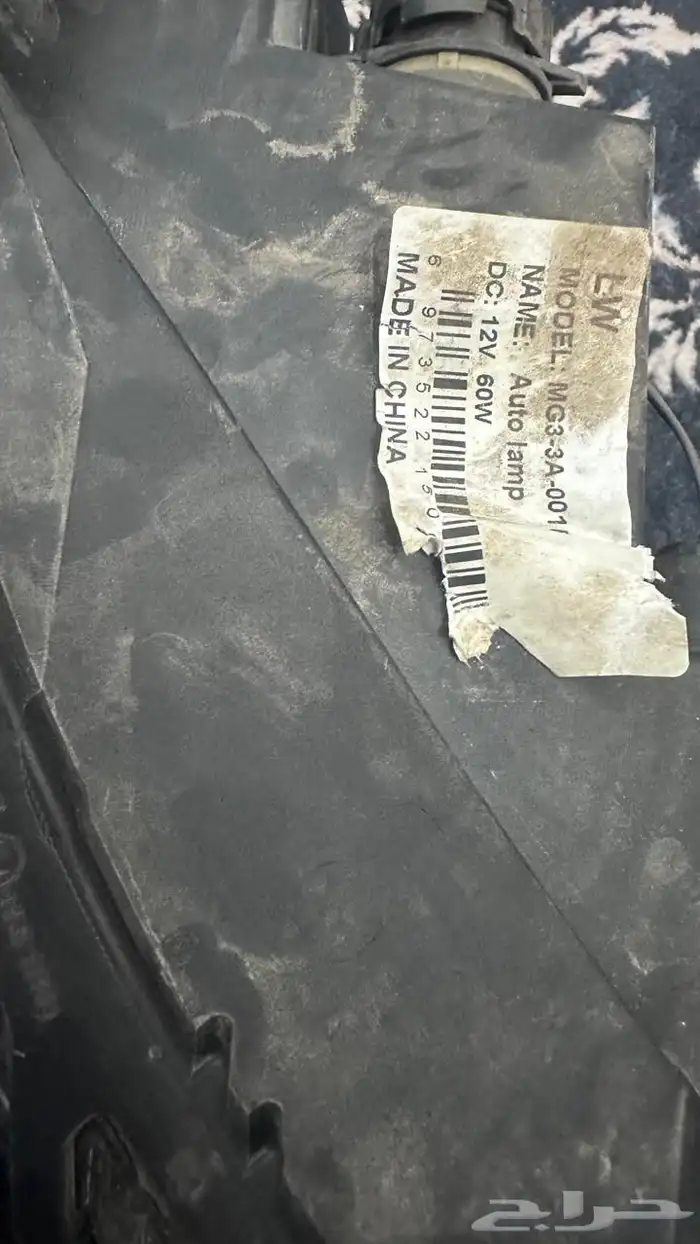 LW
MODEL: MG3-3A-001
NAME: Auto lamp
DC: 12V 60W
6 973522 150
MADE IN CHINA
حراج